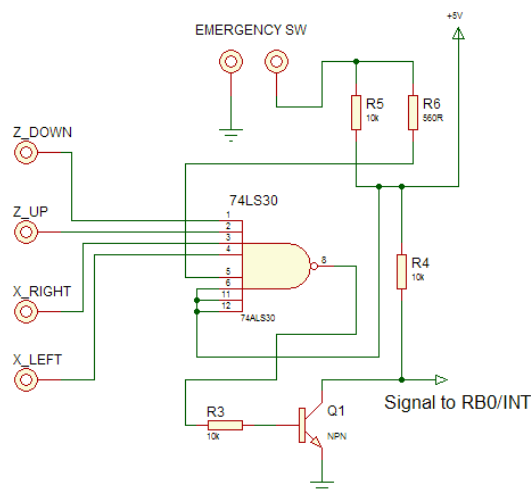 EMERGENCY SW
+5V
R5
10k
R6
560R
Z_DOWN
74LS30
1
Z_UP
2
3
4
8
5
6
11
12
74ALS30
R4
10k
X_RIGHT
X_LEFT
Signal to RB0/INT
R3
10k
Q1
NPN